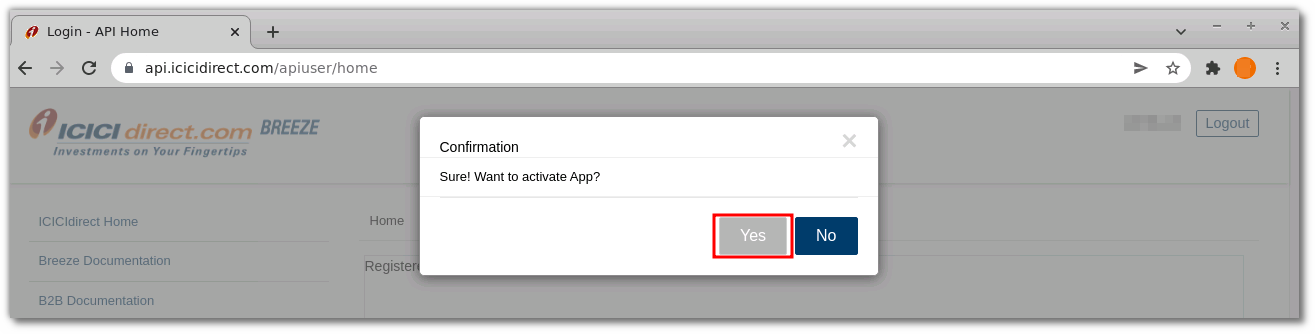 Login - API Home
api.icicidirect.com/apiuser/home
ICICI direct.com BREEZE
Investments on Your Fingertips
Logout
Confirmation
Sure! Want to activate App?
Yes No
ICICIdirect Home
Home
Breeze Documentation
B2B Documentation